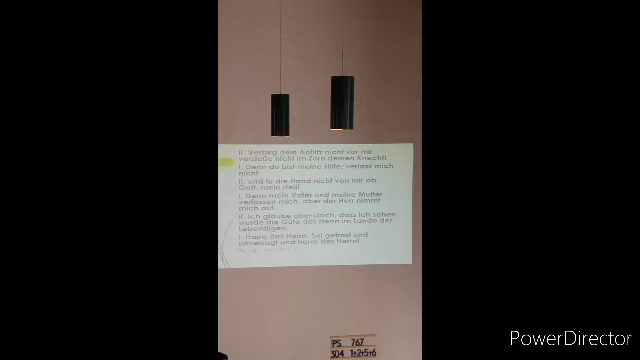 II. Verbirg dein Antlitz nicht vor mir,
verstoße nicht im Zorn deinen Knecht!
I. Denn du bist meine Hilfe; verlass mich
nicht
II. und tu die Hand nicht von mir ab,
Gott, mein Heil!
I. Denn mein Vater und meine Mutter
verlassen mich, aber der Herr nimmt
mich auf.
II. Ich glaube aber doch, dass ich sehen
werde die Güte des Herrn im Lande der
Lebendigen.
I. Harre des Herrn. Sei getrost und
unverzagt und harre des Herrn!
PS 767
304 1+2+5+6
PowerDirector